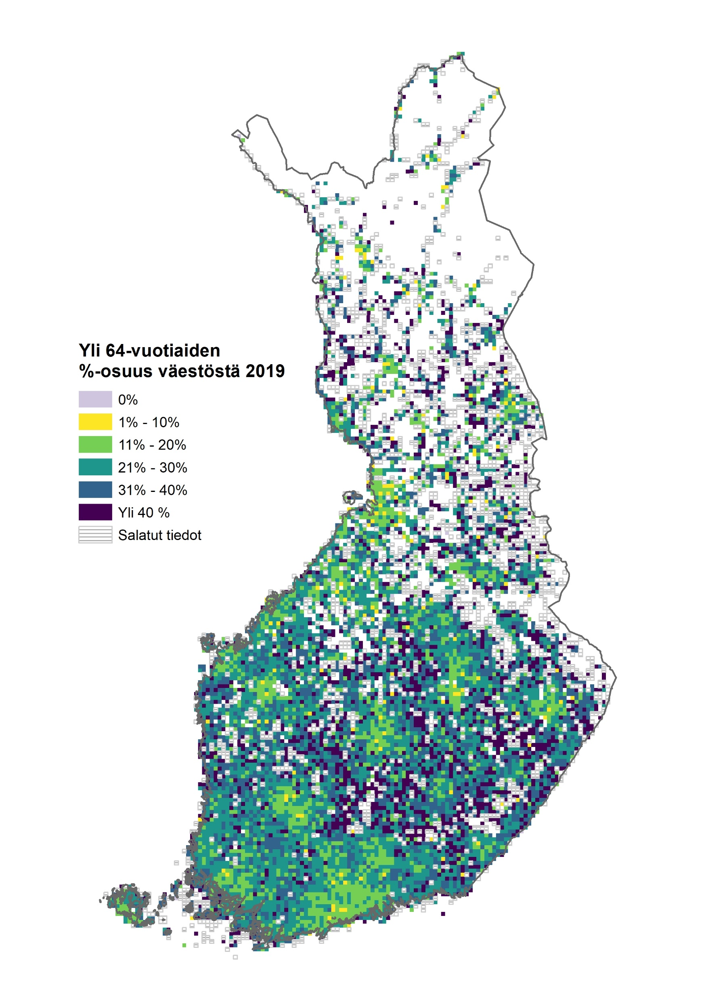 Yli 64-vuotiaiden
%-osuus väestöstä 2019
0%
1% - 10%
11% - 20%
21% - 30%
31% - 40%
Yli 40 %
Salatut tiedot